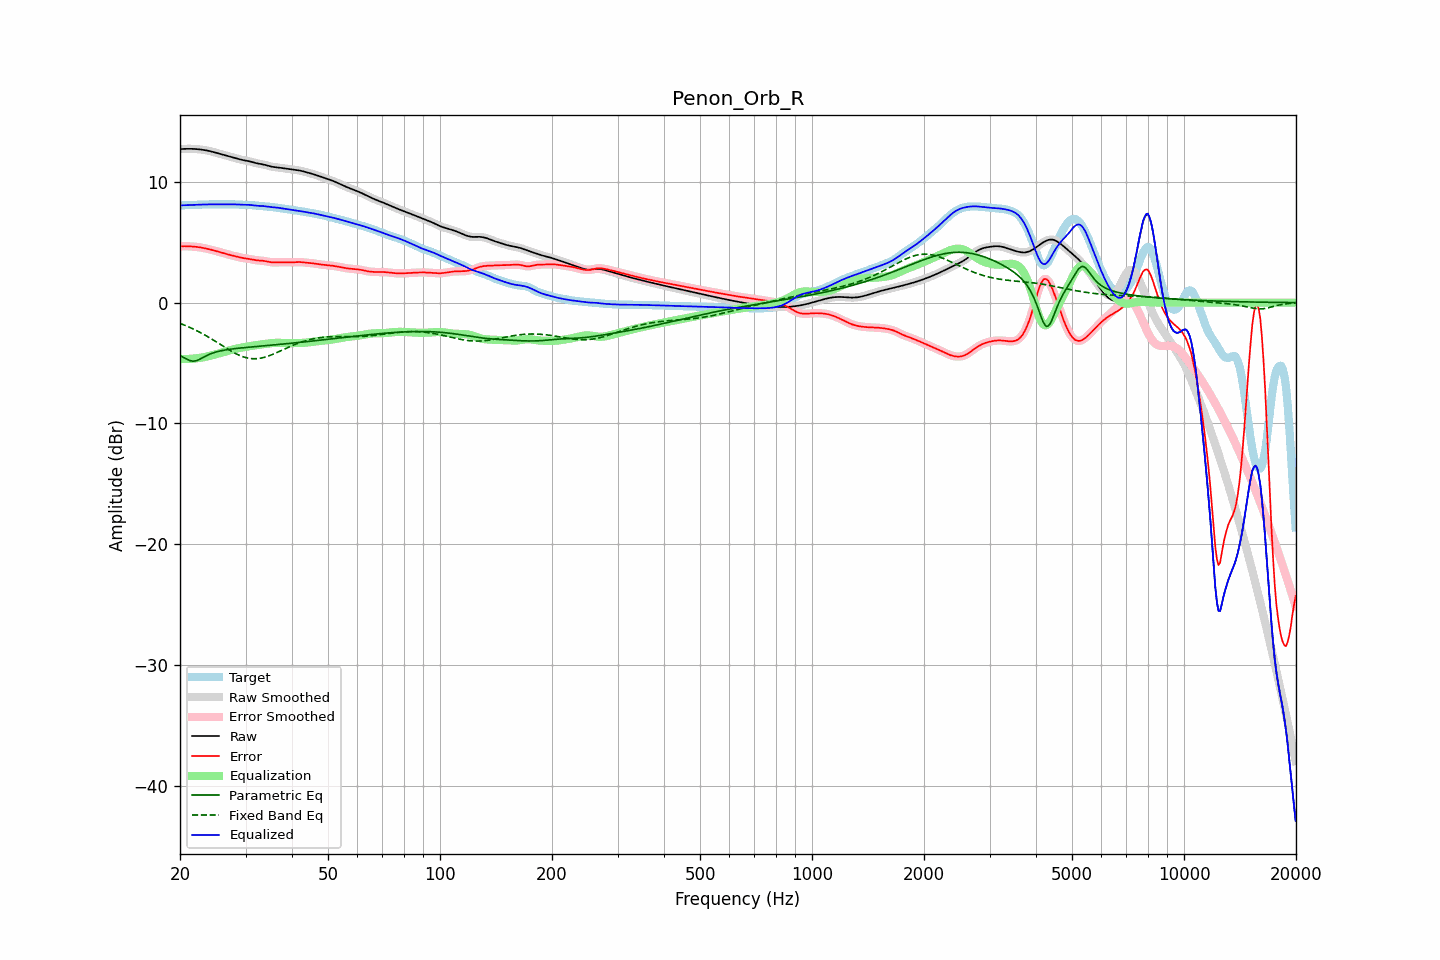 Penon_Orb_R
Amplitude (dBr)
10
0
−10
−20
−30
−40
Target
Raw Smoothed
Error Smoothed
Raw
Error
Equalization
Parametric Eq
Fixed Band Eq
Equalized
20 50 100 200 500 1000 2000 5000 10000 20000
Frequency (Hz)